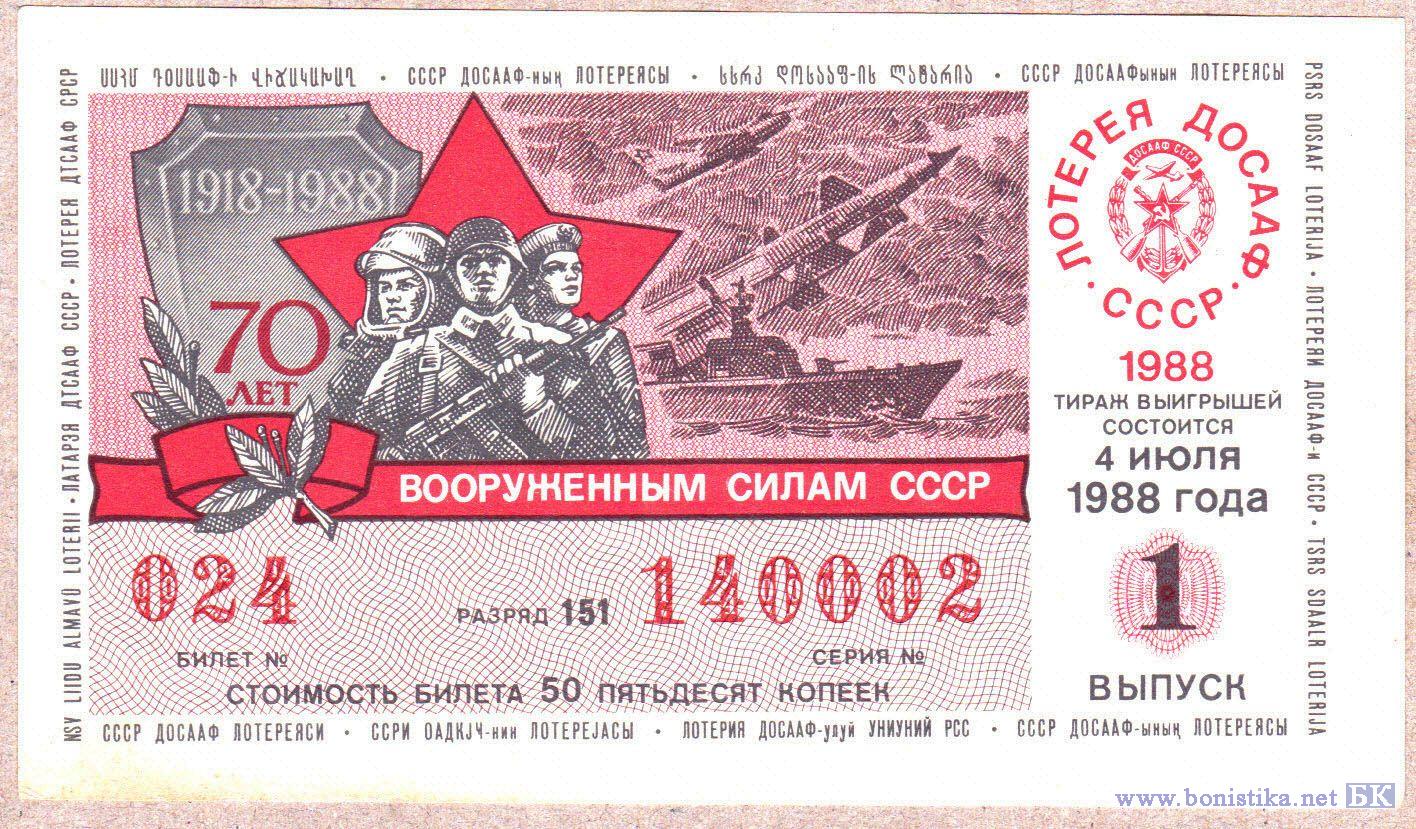 ՍՍՀՄ ԴՕՍԱԱՖ-Ի ՎԻՃԱԿԱԽԱՂ • СССР ДОСААФ-ның ЛОТЕРЕЯСЫ • სსრკ დოსააფ-ის ლატარია • СССР ДОСААФынын ЛОТЕРЕЯСЫ
1918-1988
70
ЛЕТ
ВООРУЖЕННЫМ СИЛАМ СССР
024
РАЗРЯД 151
140002
БИЛЕТ №
СЕРИЯ №
СТОИМОСТЬ БИЛЕТА 50 ПЯТЬДЕСЯТ КОПЕЕК
ЛОТЕРЕЯ ДОСААФ
• СССР •
ДОСААФ СССР
1988
ТИРАЖ ВЫИГРЫШЕЙ
СОСТОИТСЯ
4 ИЮЛЯ
1988 года
1
ВЫПУСК
NSV LIIDU ALMAVÜ LOTERII • ЛАТАРЭЯ ДТСААФ СССР • ЛОТЕРЕЯ ДТСААФ СРСР
PSRS DOSAAF LOTERIJA • ЛОТЕРЕЯИ ДОСААФ-и СССР • TSRS SDAALR LOTERIJA
СССР ДОСААФ ЛОТЕРЕЯСИ • ССРИ ОАДКЈЧ-нин ЛОТЕРЕЈАСЫ • ЛОТЕРИЯ ДОСААФ-улуй УНИУНИЙ РСС • СССР ДОСААФ-ының ЛОТЕРЕЯСЫ
www.bonistika.net БК